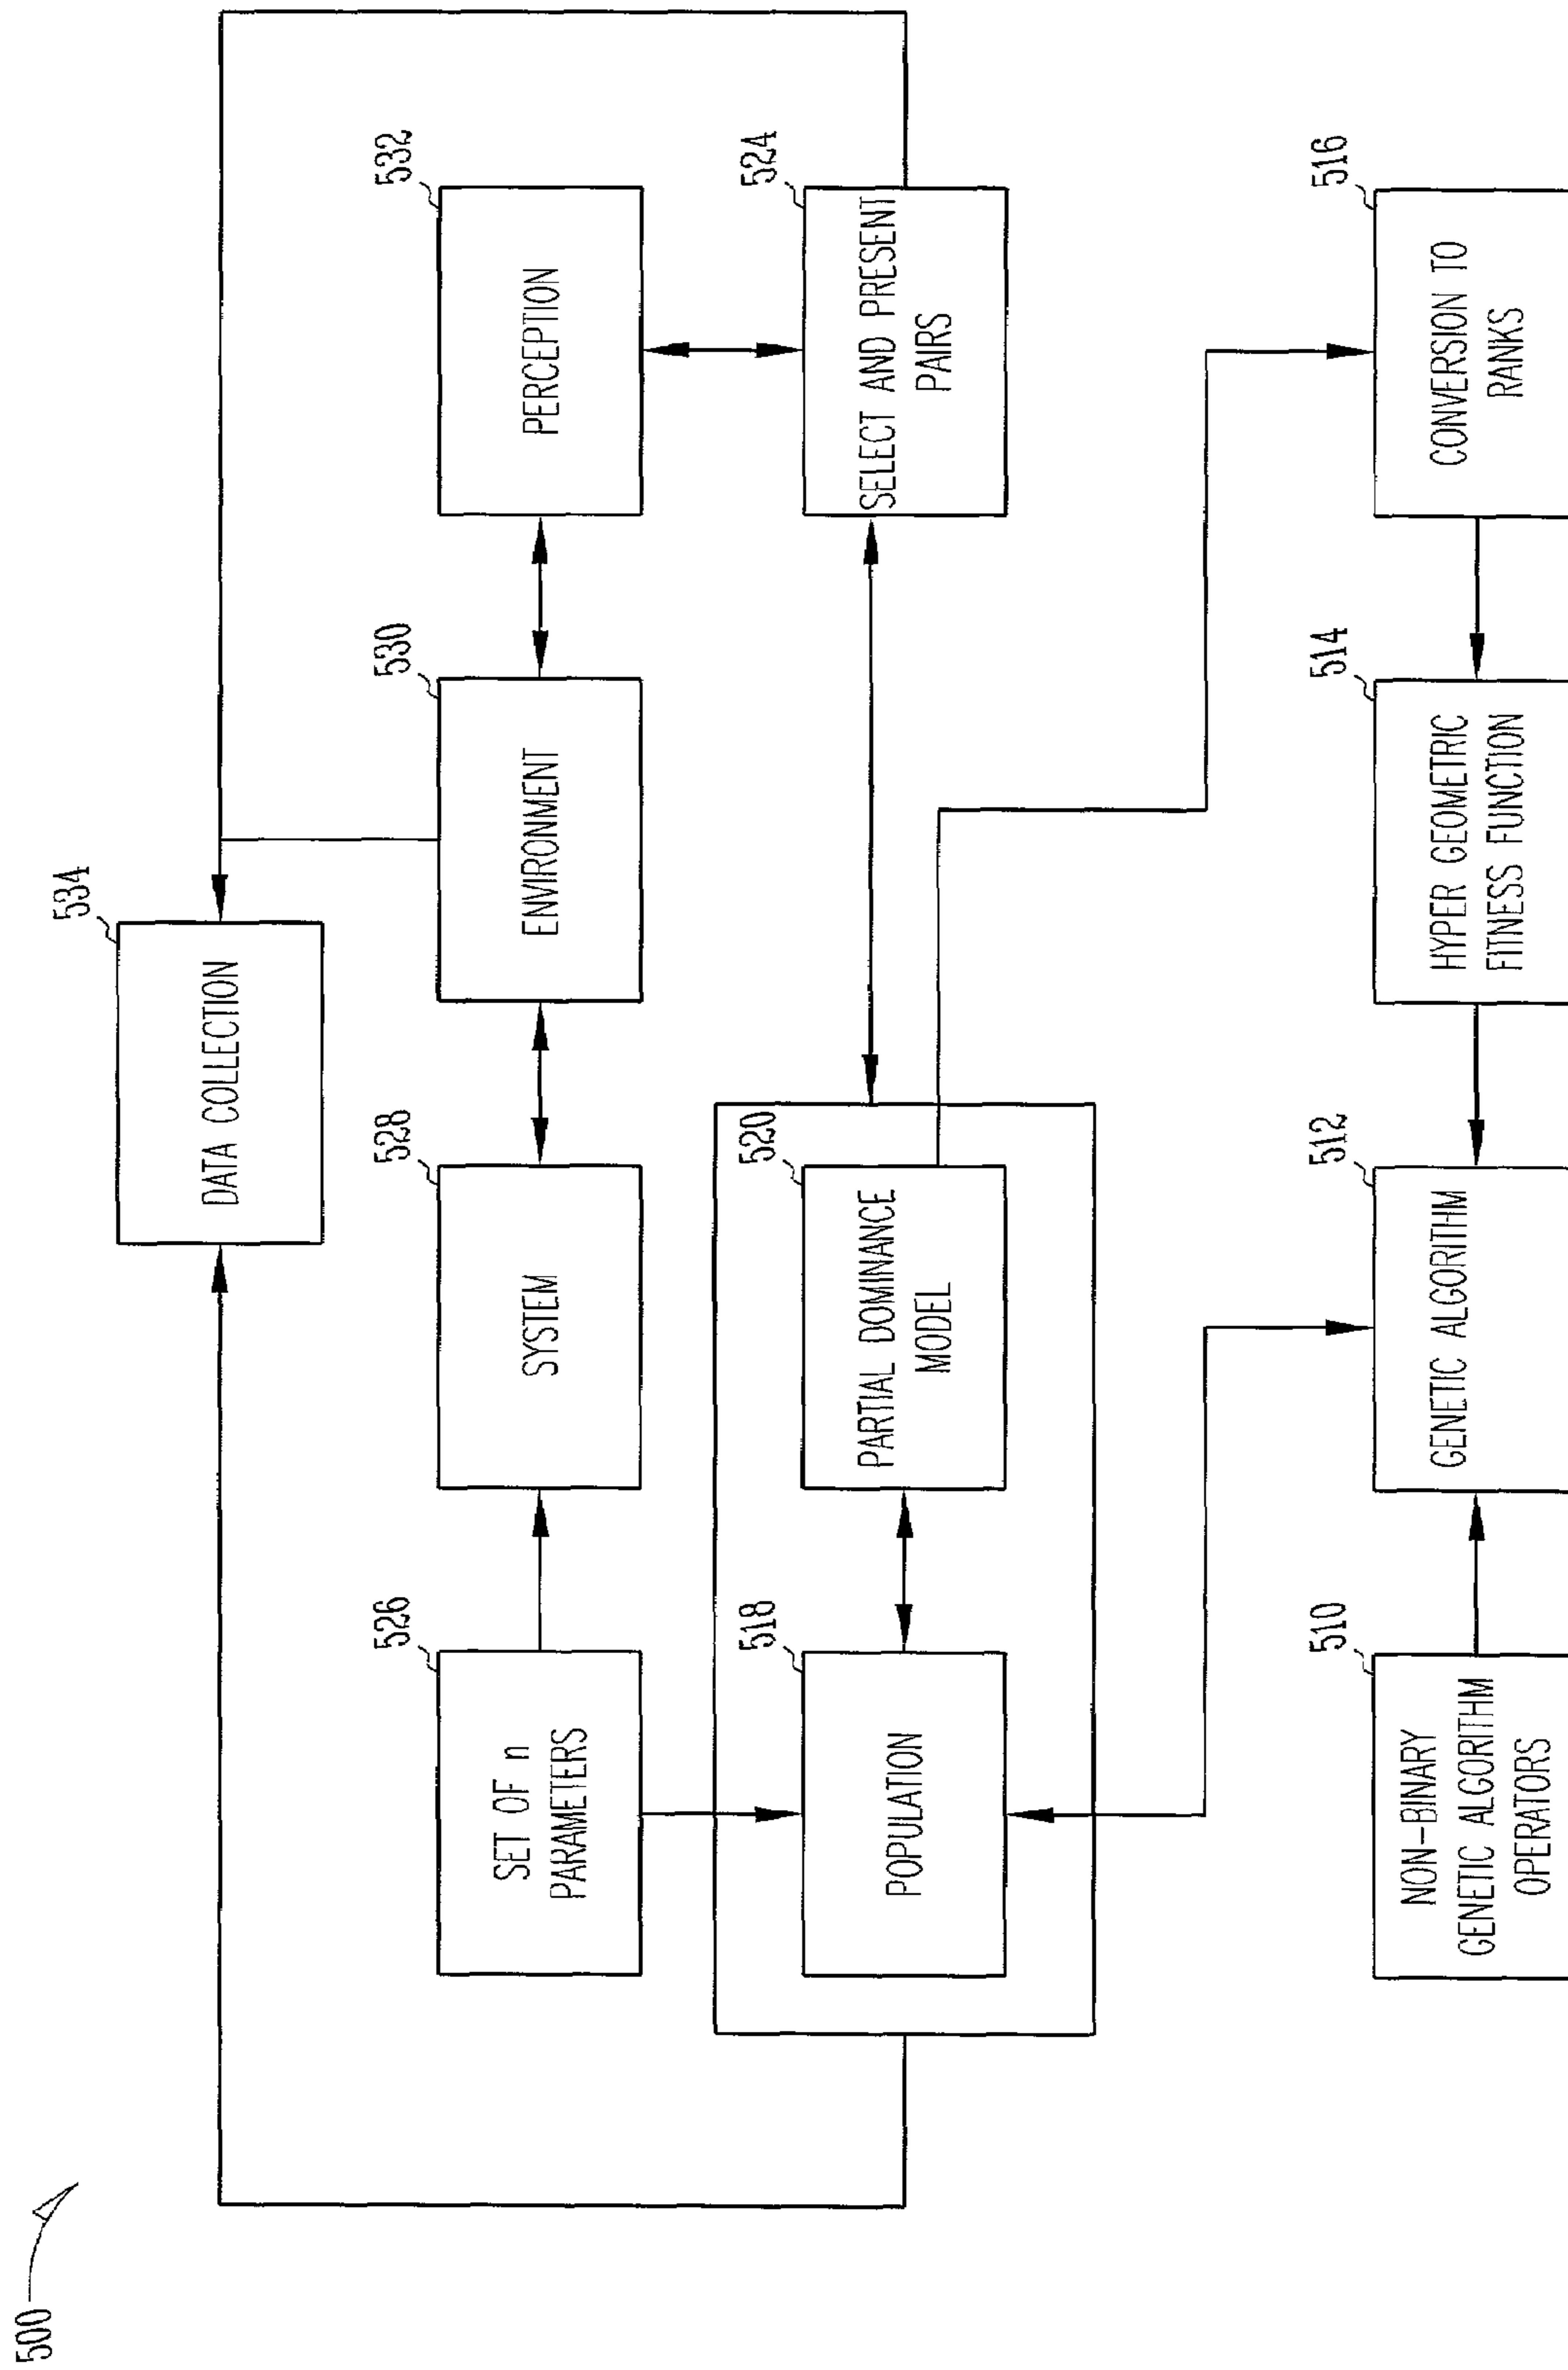 500
534
DATA COLLECTION
526
SET OF n
PARAMETERS
528
SYSTEM
530
ENVIRONMENT
532
PERCEPTION
518
POPULATION
520
PARTIAL DOMINANCE
MODEL
524
SELECT AND PRESENT
PAIRS
510
NON-BINARY
GENETIC ALGORITHM
OPERATORS
512
GENETIC ALGORITHM
514
HYPER GEOMETRIC
FITNESS FUNCTION
516
CONVERSION TO
RANKS